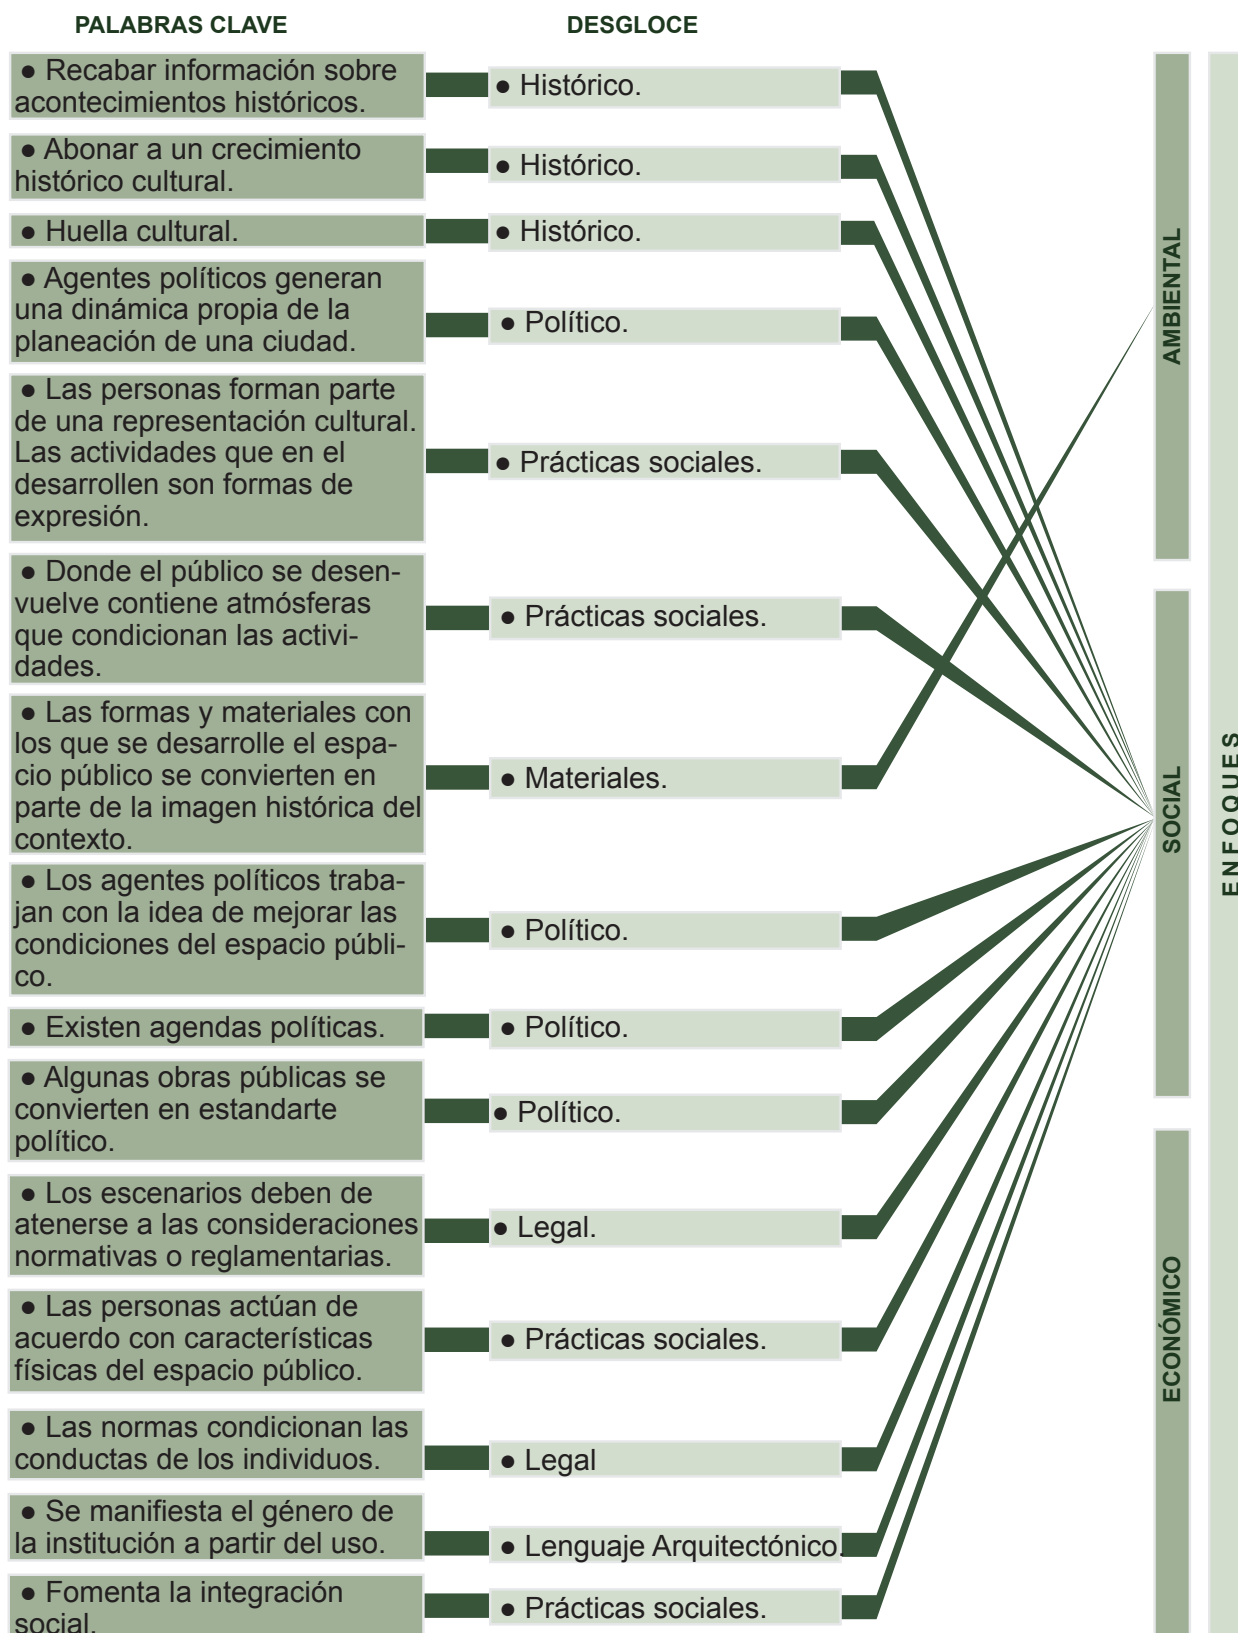 PALABRAS CLAVE
DESGLOCE
● Recabar información sobre
acontecimientos históricos.
● Histórico.
● Abonar a un crecimiento
histórico cultural.
● Histórico.
● Huella cultural.
● Histórico.
● Agentes políticos generan
una dinámica propia de la
planeación de una ciudad.
● Político.
● Las personas forman parte
de una representación cultural.
Las actividades que en el
desarrollen son formas de
expresión.
● Prácticas sociales.
● Donde el público se desen-
vuelve contiene atmósferas
que condicionan las activi-
dades.
● Prácticas sociales.
● Las formas y materiales con
los que se desarrolle el espa-
cio público se convierten en
parte de la imagen histórica del
contexto.
● Materiales.
● Los agentes políticos traba-
jan con la idea de mejorar las
condiciones del espacio públi-
co.
● Político.
● Existen agendas políticas.
● Político.
● Algunas obras públicas se
convierten en estandarte
político.
● Político.
● Los escenarios deben de
atenerse a las consideraciones
normativas o reglamentarias.
● Legal.
● Las personas actúan de
acuerdo con características
físicas del espacio público.
● Prácticas sociales.
● Las normas condicionan las
conductas de los individuos.
● Legal
● Se manifiesta el género de
la institución a partir del uso.
● Lenguaje Arquitectónico.
● Fomenta la integración
social.
● Prácticas sociales.
AMBIENTAL
SOCIAL
ECONÓMICO
ENFOQUES